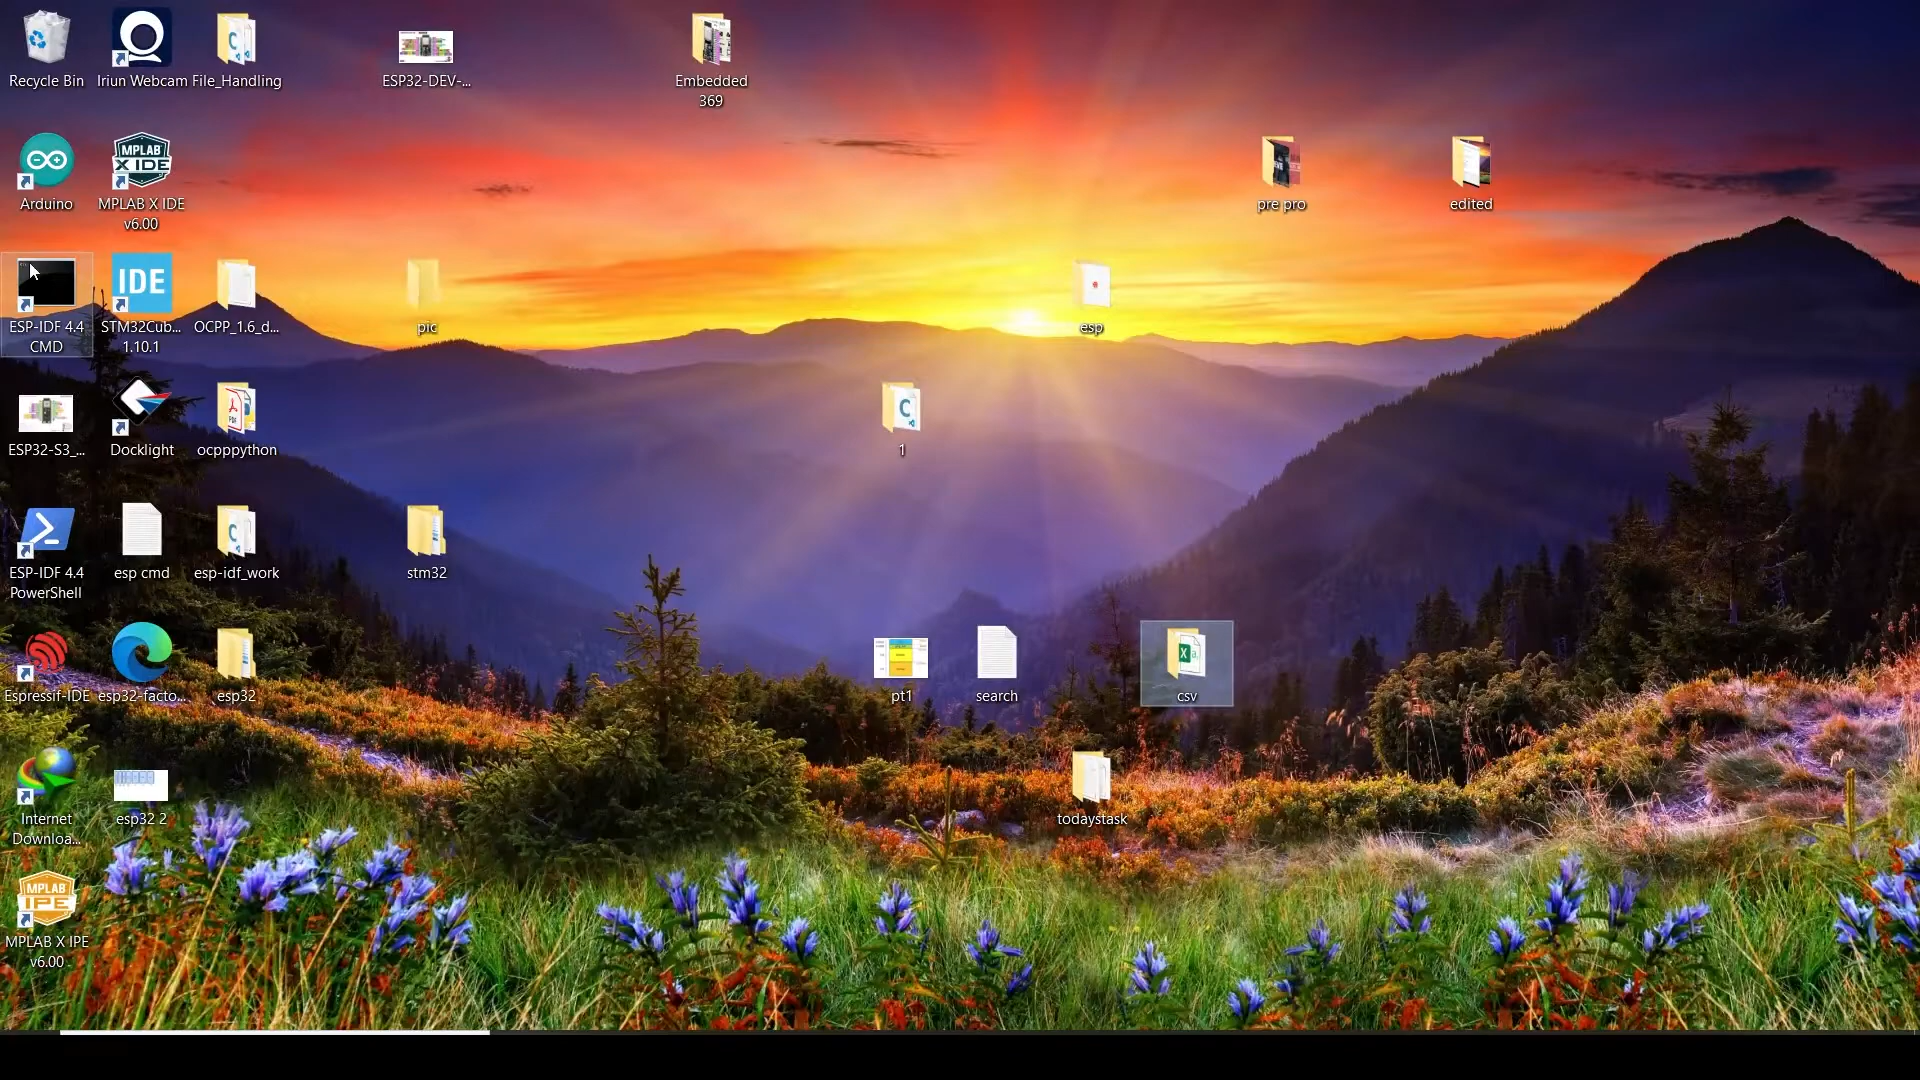 Recycle Bin
Iriun Webcam
File_Handling
ESP32-DEV-...
Embedded
369
Arduino
MPLAB
X IDE
MPLAB X IDE
v6.00
pre pro
edited
ESP-IDF 4.4
CMD
IDE
STM32Cub...
1.10.1
OCPP_1.6_d...
pic
esp
ESP32-S3_...
Docklight
PDF
ocpppython
C
1
ESP-IDF 4.4
PowerShell
esp cmd
C
esp-idf_work
stm32
Espressif-IDE
esp32-facto...
esp32
pt1
search
csv
Internet
Downloa...
esp32 2
todaystask
MPLAB
IPE
MPLAB X IPE
v6.00